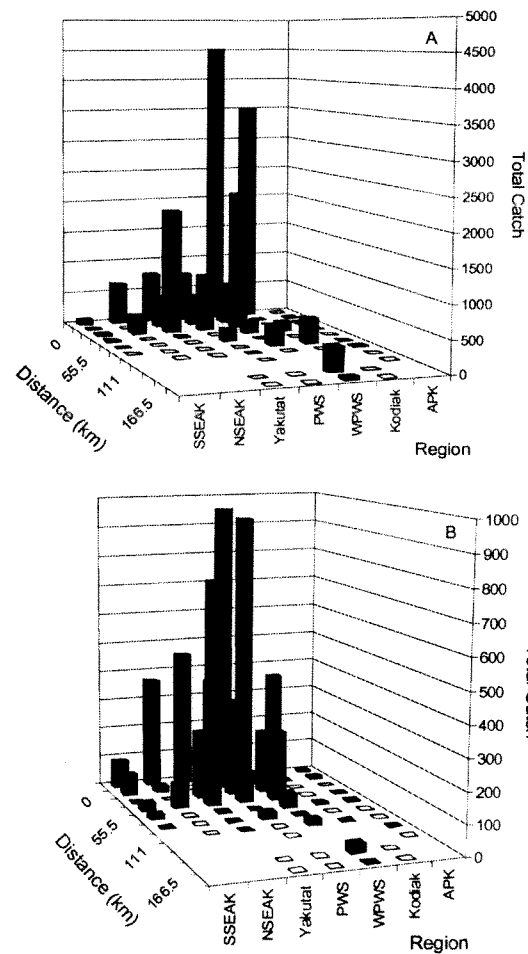 A
5000
4500
4000
3500
3000
2500
2000
1500
1000
500
0
Total Catch
0
55.5
111
166.5
Distance (km)
SSEAK
NSEAK
Yakutat
PWS
WPWS
Kodiak
APK
Region
B
1000
900
800
700
600
500
400
300
200
100
0
0
55.5
111
166.5
Distance (km)
SSEAK
NSEAK
Yakutat
PWS
WPWS
Kodiak
APK
Region